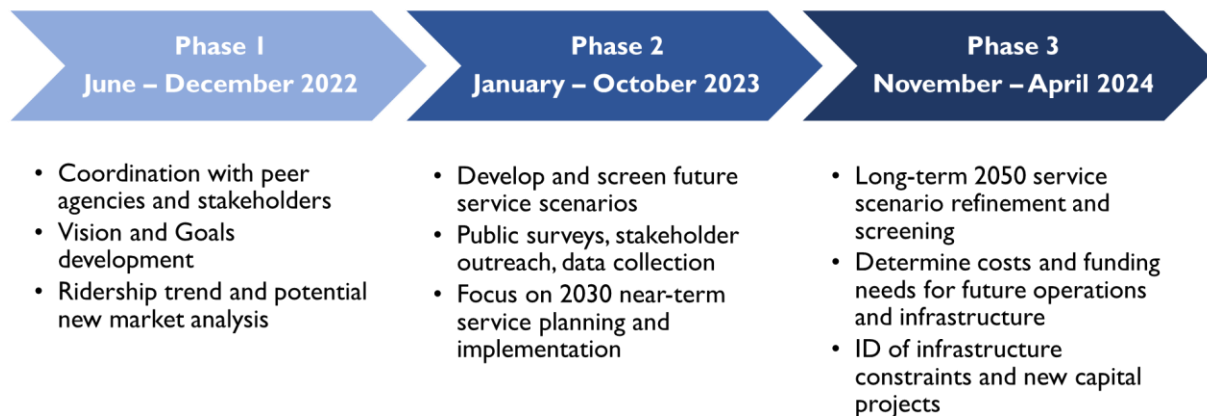 Phase 1
June – December 2022
• Coordination with peer
agencies and stakeholders
• Vision and Goals
development
• Ridership trend and potential
new market analysis
Phase 2
January – October 2023
• Develop and screen future
service scenarios
• Public surveys, stakeholder
outreach, data collection
• Focus on 2030 near-term
service planning and
implementation
Phase 3
November – April 2024
• Long-term 2050 service
scenario refinement and
screening
• Determine costs and funding
needs for future operations
and infrastructure
• ID of infrastructure
constraints and new capital
projects